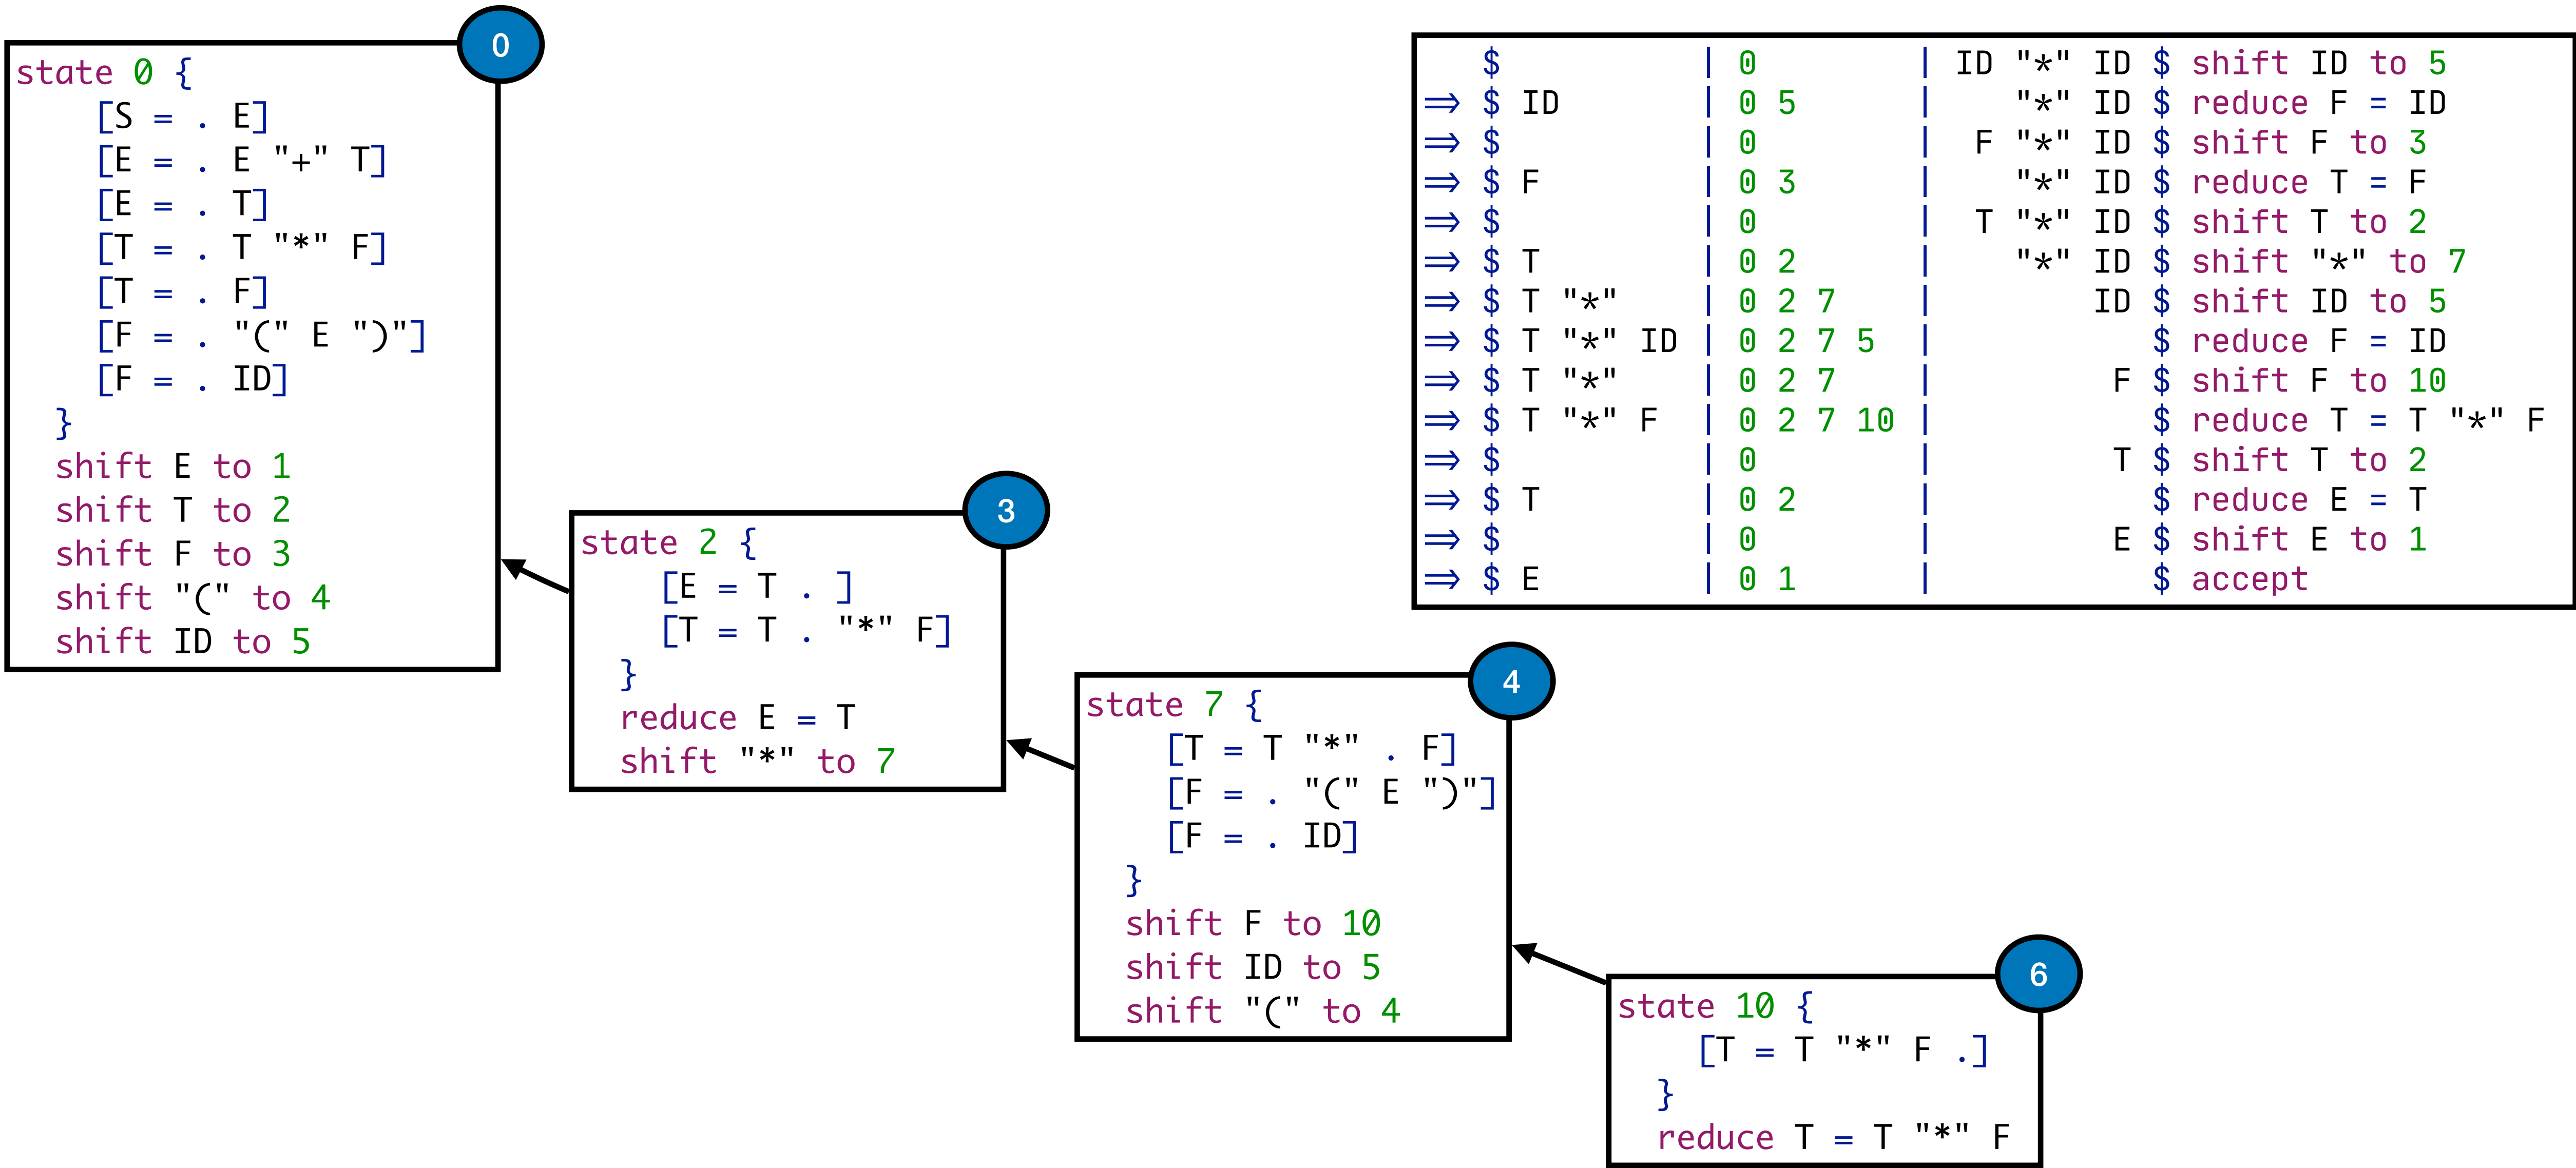 0
state 0 {
[S = . E]
[E = . E "+" T]
[E = . T]
[T = . T "*" F]
[T = . F]
[F = . "(" E ")"]
[F = . ID]
}
shift E to 1
shift T to 2
shift F to 3
shift "(" to 4
shift ID to 5
$ | 0 | ID "*" ID $ shift ID to 5
⇒ $ ID | 0 5 | "*" ID $ reduce F = ID
⇒ $ | 0 | F "*" ID $ shift F to 3
⇒ $ F | 0 3 | "*" ID $ reduce T = F
⇒ $ | 0 | T "*" ID $ shift T to 2
⇒ $ T | 0 2 | "*" ID $ shift "*" to 7
⇒ $ T "*" | 0 2 7 | ID $ shift ID to 5
⇒ $ T "*" ID | 0 2 7 5 | $ reduce F = ID
⇒ $ T "*" | 0 2 7 | F $ shift F to 10
⇒ $ T "*" F | 0 2 7 10 | $ reduce T = T "*" F
⇒ $ | 0 | T $ shift T to 2
⇒ $ T | 0 2 | $ reduce E = T
⇒ $ | 0 | E $ shift E to 1
⇒ $ E | 0 1 | $ accept
3
state 2 {
[E = T . ]
[T = T . "*" F]
}
reduce E = T
shift "*" to 7
4
state 7 {
[T = T "*" . F]
[F = . "(" E ")"]
[F = . ID]
}
shift F to 10
shift ID to 5
shift "(" to 4
6
state 10 {
[T = T "*" F .]
}
reduce T = T "*" F